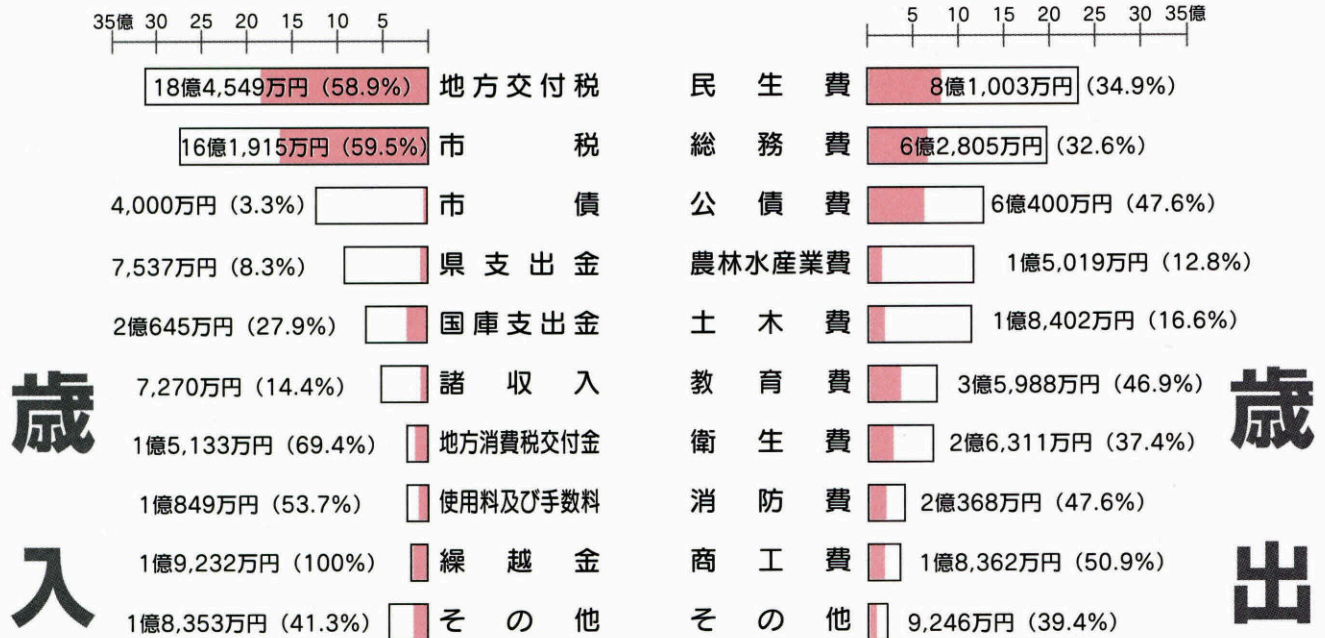 35億 30 25 20 15 10 5
18億4,549万円 (58.9%) 地方交付税
16億1,915万円 (59.5%) 市税
4,000万円 (3.3%) 市債
7,537万円 (8.3%) 県支出金
2億645万円 (27.9%) 国庫支出金
7,270万円 (14.4%) 諸収入
1億5,133万円 (69.4%) 地方消費税交付金
1億849万円 (53.7%) 使用料及び手数料
1億9,232万円 (100%) 繰越金
1億8,353万円 (41.3%) その他
歳入
5 10 15 20 25 30 35億
民生費 8億1,003万円 (34.9%)
総務費 6億2,805万円 (32.6%)
公債費 6億400万円 (47.6%)
農林水産業費 1億5,019万円 (12.8%)
土木費 1億8,402万円 (16.6%)
教育費 3億5,988万円 (46.9%)
衛生費 2億6,311万円 (37.4%)
消防費 2億368万円 (47.6%)
商工費 1億8,362万円 (50.9%)
その他 9,246万円 (39.4%)
歳出